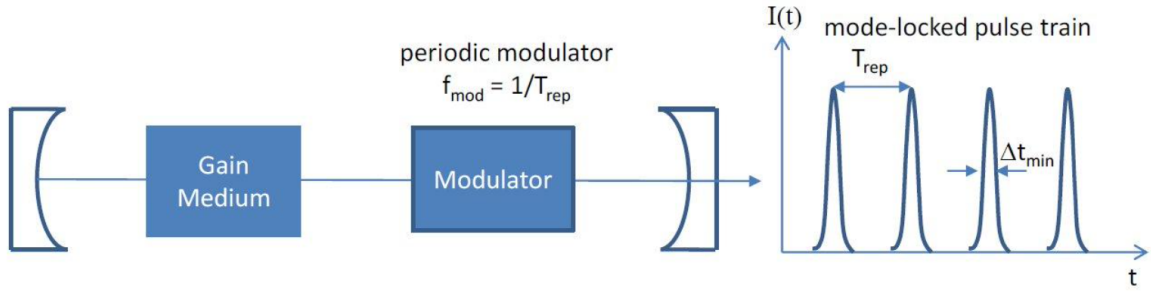 periodic modulator
f_mod = 1/T_rep
Gain
Medium
Modulator
I(t)
mode-locked pulse train
T_rep
Δt_min
t